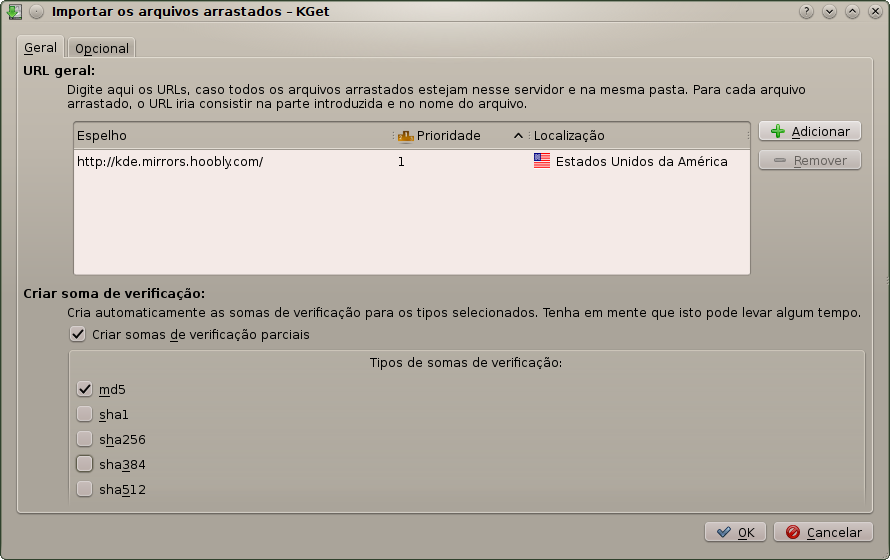 Importar os arquivos arrastados – KGet
Geral
Opcional
URL geral:
Digite aqui os URLs, caso todos os arquivos arrastados estejam nesse servidor e na mesma pasta. Para cada arquivo
arrastado, o URL iria consistir na parte introduzida e no nome do arquivo.
Espelho Prioridade Localização
http://kde.mirrors.hoobly.com/ 1 Estados Unidos da América
Adicionar
Remover
Criar soma de verificação:
Cria automaticamente as somas de verificação para os tipos selecionados. Tenha em mente que isto pode levar algum tempo.
Criar somas de verificação parciais
Tipos de somas de verificação:
md5
sha1
sha256
sha384
sha512
OK
Cancelar